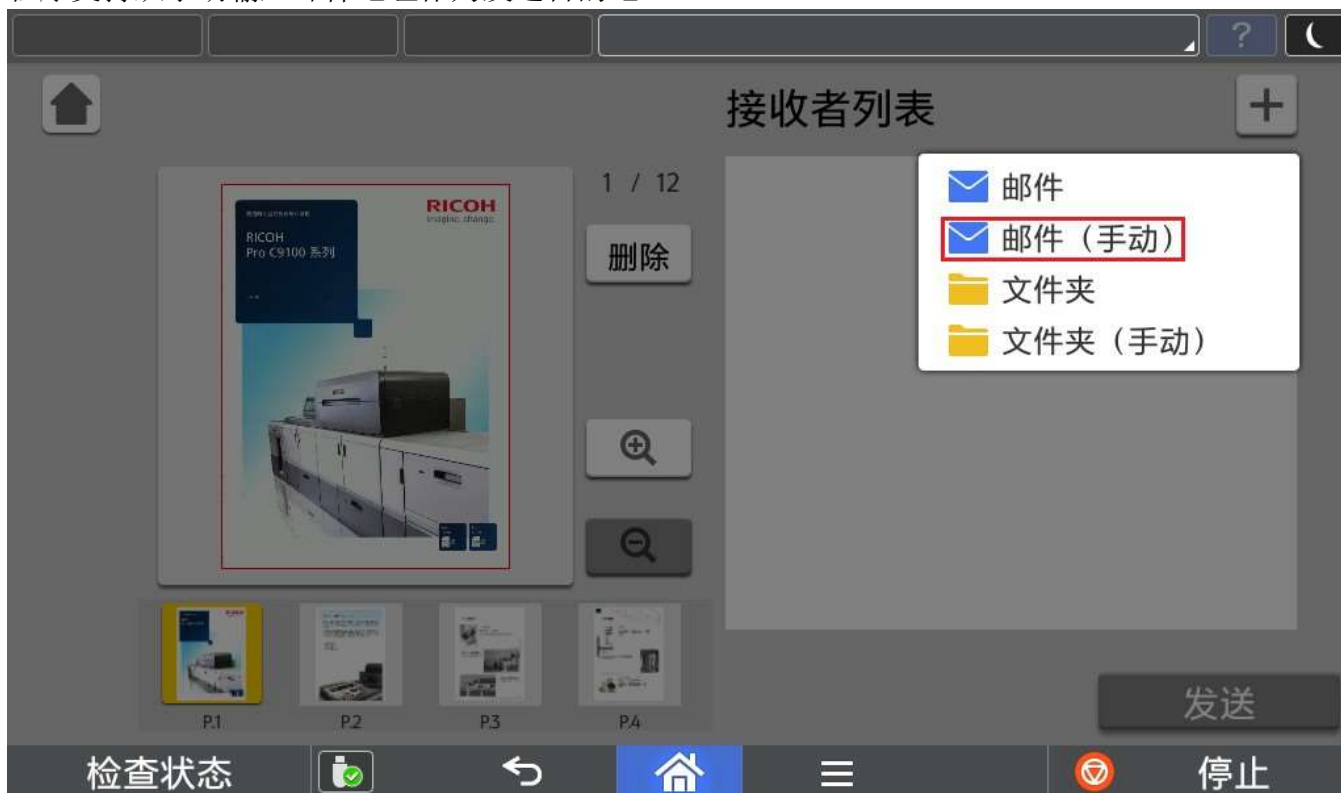 接收者列表
1 / 12
删除
RICOH
imagine. change.
RICOH
Pro C9100 系列
邮件
邮件（手动）
文件夹
文件夹（手动）
P.1
P.2
P.3
P.4
发送
检查状态
停止